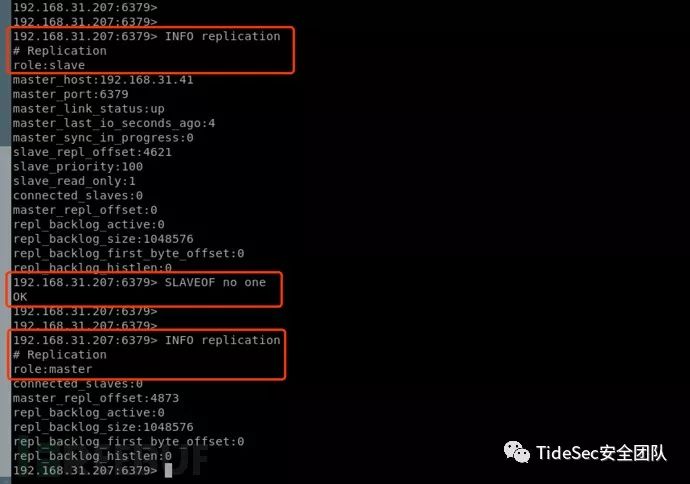 192.168.31.207:6379>
192.168.31.207:6379>
192.168.31.207:6379> INFO replication
# Replication
role:slave
master_host:192.168.31.41
master_port:6379
master_link_status:up
master_last_io_seconds_ago:4
master_sync_in_progress:0
slave_repl_offset:4621
slave_priority:100
slave_read_only:1
connected_slaves:0
master_repl_offset:0
repl_backlog_active:0
repl_backlog_size:1048576
repl_backlog_first_byte_offset:0
repl_backlog_histlen:0
192.168.31.207:6379> SLAVEOF no one
OK
192.168.31.207:6379>
192.168.31.207:6379>
192.168.31.207:6379> INFO replication
# Replication
role:master
connected_slaves:0
master_repl_offset:4873
repl_backlog_active:0
repl_backlog_size:1048576
repl_backlog_first_byte_offset:0
repl_backlog_histlen:0
192.168.31.207:6379>
TideSec安全团队